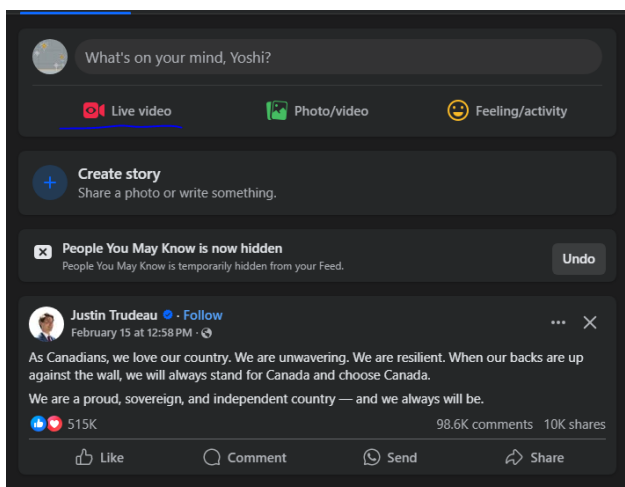 What's on your mind, Yoshi?
Live video Photo/video Feeling/activity
Create story
Share a photo or write something.
People You May Know is now hidden
People You May Know is temporarily hidden from your Feed.
Undo
Justin Trudeau · Follow
February 15 at 12:58 PM ·
As Canadians, we love our country. We are unwavering. We are resilient. When our backs are up
against the wall, we will always stand for Canada and choose Canada.
We are a proud, sovereign, and independent country — and we always will be.
515K 98.6K comments 10K shares
Like Comment Send Share